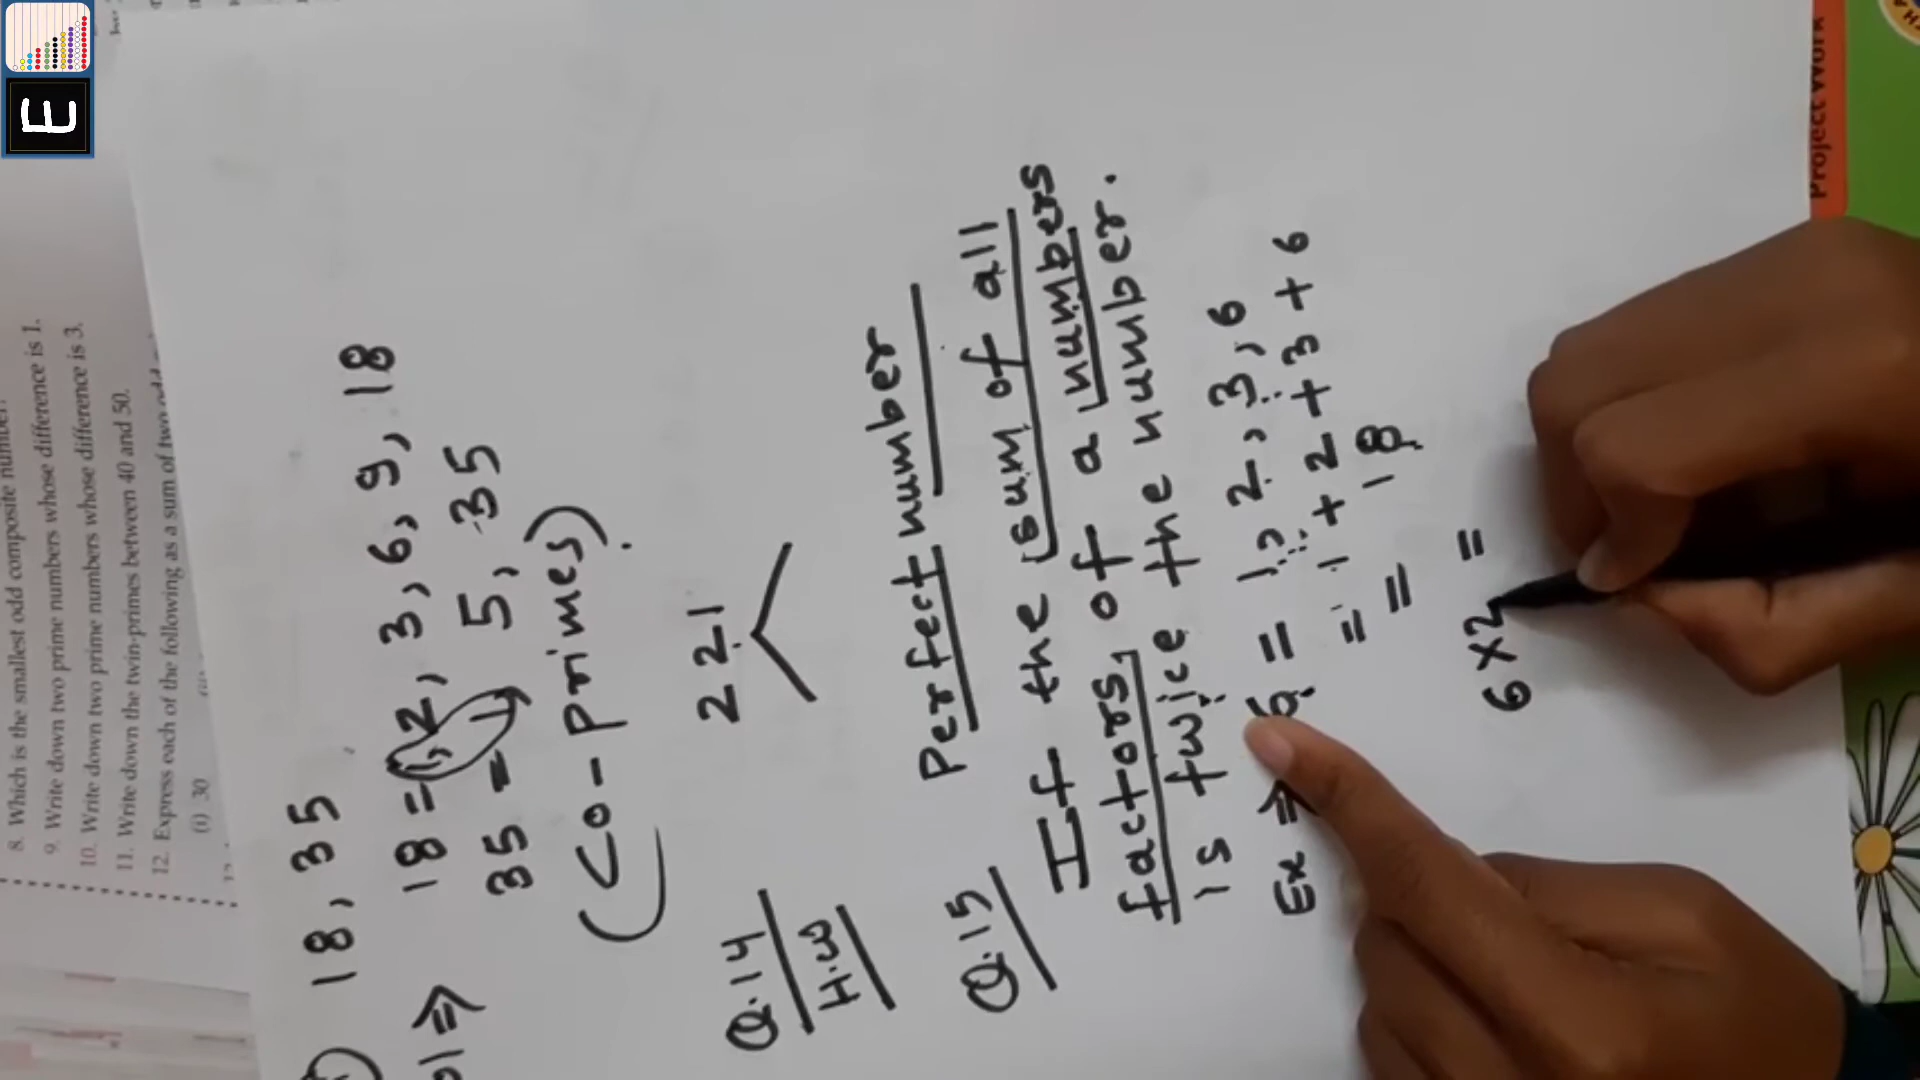 8. Which is the smallest odd composite number.
9. Write down two prime numbers whose difference is 1.
10. Write down two prime numbers whose difference is 3.
11. Write down the twin-primes between 40 and 50.
12. Express each of the following as a sum of two odd
(i) 30
18, 35
18 = 1, 2, 3, 6, 9, 18
35 = 1, 5, 35
(Co-primes).
Q.14
H.W
221
Q.15
Perfect number
If the sum of all
factors of a numbers
is twice the number.
Ex ⇒ 6 = 1, 2, 3, 6
= 1 + 2 + 3 + 6
= 18
6x2 =
Project Work
E